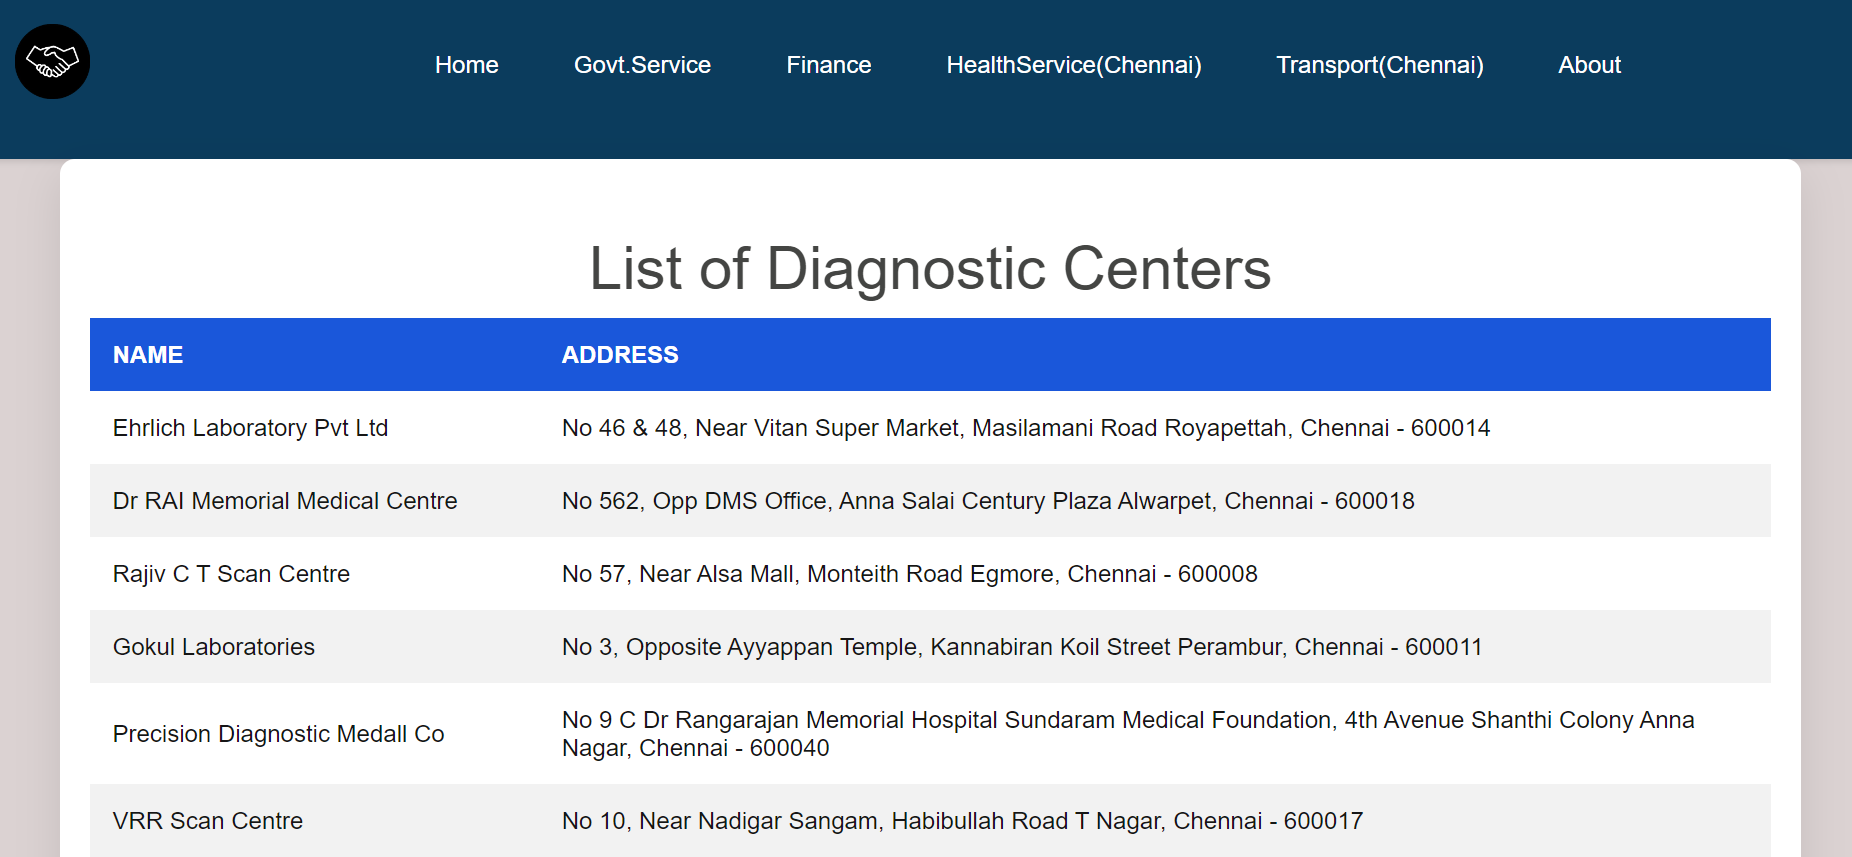 Home Govt.Service Finance HealthService(Chennai) Transport(Chennai) About
List of Diagnostic Centers
NAME ADDRESS
Ehrlich Laboratory Pvt Ltd No 46 & 48, Near Vitan Super Market, Masilamani Road Royapettah, Chennai - 600014
Dr RAI Memorial Medical Centre No 562, Opp DMS Office, Anna Salai Century Plaza Alwarpet, Chennai - 600018
Rajiv C T Scan Centre No 57, Near Alsa Mall, Monteith Road Egmore, Chennai - 600008
Gokul Laboratories No 3, Opposite Ayyappan Temple, Kannabiran Koil Street Perambur, Chennai - 600011
Precision Diagnostic Medall Co No 9 C Dr Rangarajan Memorial Hospital Sundaram Medical Foundation, 4th Avenue Shanthi Colony Anna
Nagar, Chennai - 600040
VRR Scan Centre No 10, Near Nadigar Sangam, Habibullah Road T Nagar, Chennai - 600017